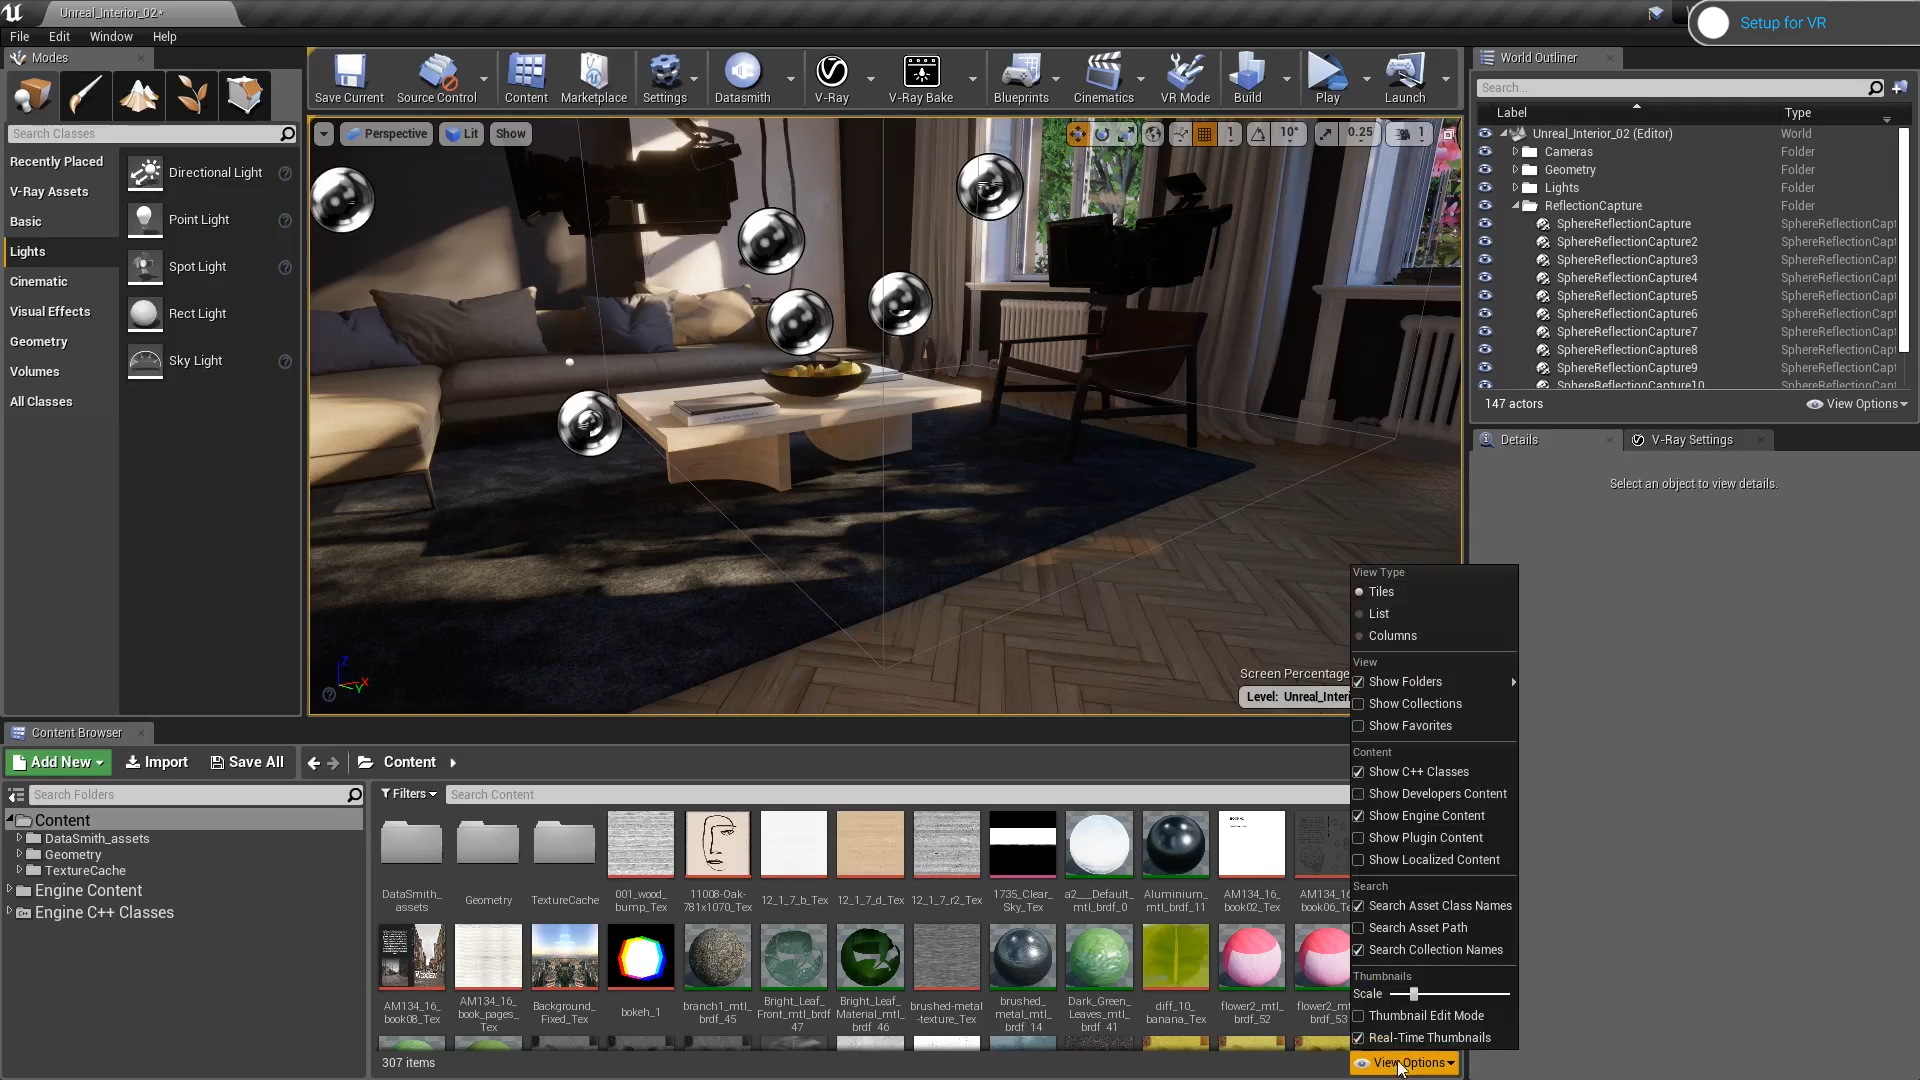 Unreal_Interior_02*
Setup for VR
File Edit Window Help
Modes
Search Classes
Recently Placed
V-Ray Assets
Basic
Lights
Cinematic
Visual Effects
Geometry
Volumes
All Classes
Directional Light
Point Light
Spot Light
Rect Light
Sky Light
Save Current Source Control Content Marketplace Settings Datasmith V-Ray V-Ray Bake Blueprints Cinematics VR Mode Build Play Launch
Perspective Lit Show
1 10° 0.25 1
Screen Percentage
Level: Unreal_Interi
World Outliner
Search...
Label Type
Unreal_Interior_02 (Editor) World
Cameras Folder
Geometry Folder
Lights Folder
ReflectionCapture Folder
SphereReflectionCapture SphereReflectionCapt
SphereReflectionCapture2 SphereReflectionCapt
SphereReflectionCapture3 SphereReflectionCapt
SphereReflectionCapture4 SphereReflectionCapt
SphereReflectionCapture5 SphereReflectionCapt
SphereReflectionCapture6 SphereReflectionCapt
SphereReflectionCapture7 SphereReflectionCapt
SphereReflectionCapture8 SphereReflectionCapt
SphereReflectionCapture9 SphereReflectionCapt
SphereReflectionCapture10 SphereReflectionCapt
147 actors View Options
Details V-Ray Settings
Select an object to view details.
View Type
Tiles
List
Columns
View
Show Folders
Show Collections
Show Favorites
Content
Show C++ Classes
Show Developers Content
Show Engine Content
Show Plugin Content
Show Localized Content
Search
Search Asset Class Names
Search Asset Path
Search Collection Names
Thumbnails
Scale
Thumbnail Edit Mode
Real-Time Thumbnails
View Options
Content Browser
Add New Import Save All Content
Search Folders
Content
DataSmith_assets
Geometry
TextureCache
Engine Content
Engine C++ Classes
Filters Search Content
DataSmith_
assets
Geometry
TextureCache
001_wood_
bump_Tex
11008-Oak-
781x1070_Tex
12_1_7_b_Tex
12_1_7_d_Tex
12_1_7_r2_Tex
1735_Clear_
Sky_Tex
a2___Default_
mtl_brdf_0
Aluminium_
mtl_brdf_11
AM134_16_
book02_Tex
AM134_16
book06_Tex
AM134_16_
book08_Tex
AM134_16_
book_pages_
Tex
Background_
Fixed_Tex
bokeh_1
branch1_mtl_
brdf_45
Bright_Leaf_
Front_mtl_brdf
47
Bright_Leaf_
Material_mtl_
brdf_46
brushed-metal
-texture_Tex
brushed_
metal_mtl_
brdf_14
Dark_Green_
Leaves_mtl_
brdf_41
diff_10_
banana_Tex
flower2_mtl_
brdf_52
flower2_mtl_
brdf_53
307 items